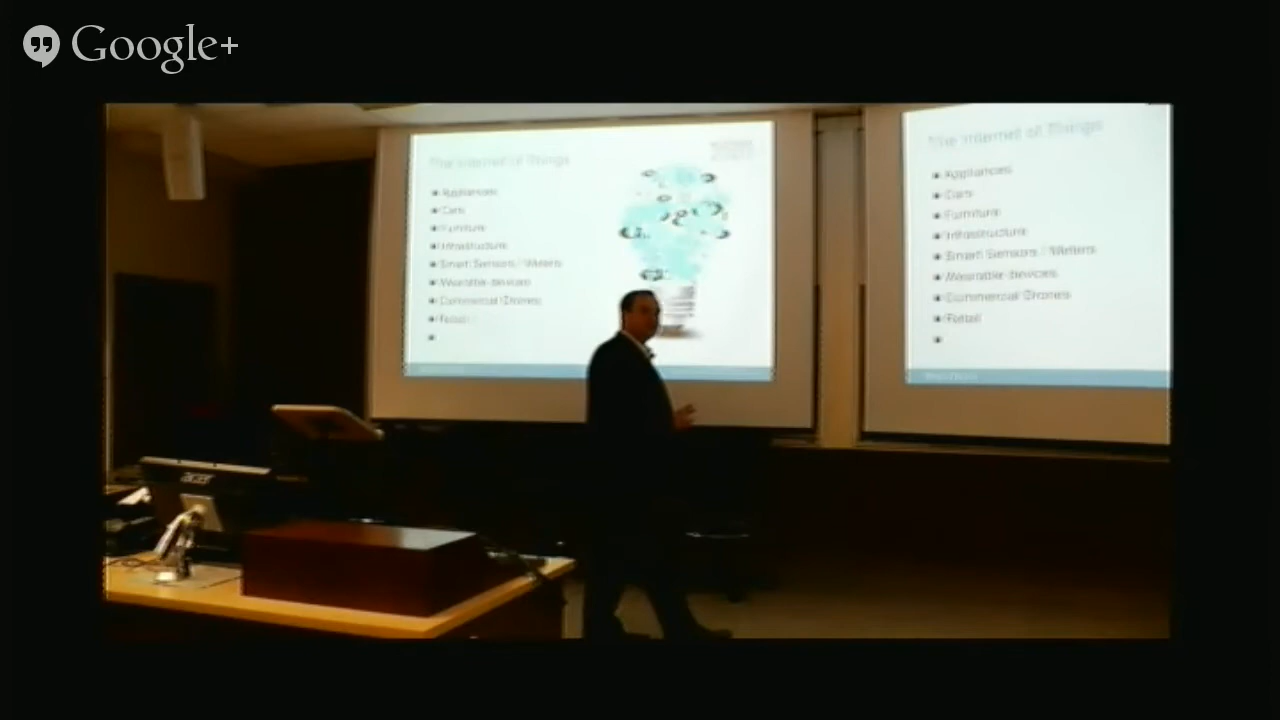 Google+
The Internet of Things
Appliances
Cars
Furniture
Infrastructure
Smart Sensors / Meters
Wearable devices
Commercial Drones
Retail
The Internet of Things
Appliances
Cars
Furniture
Infrastructure
Smart Sensors / Meters
Wearable devices
Commercial Drones
Retail
acer